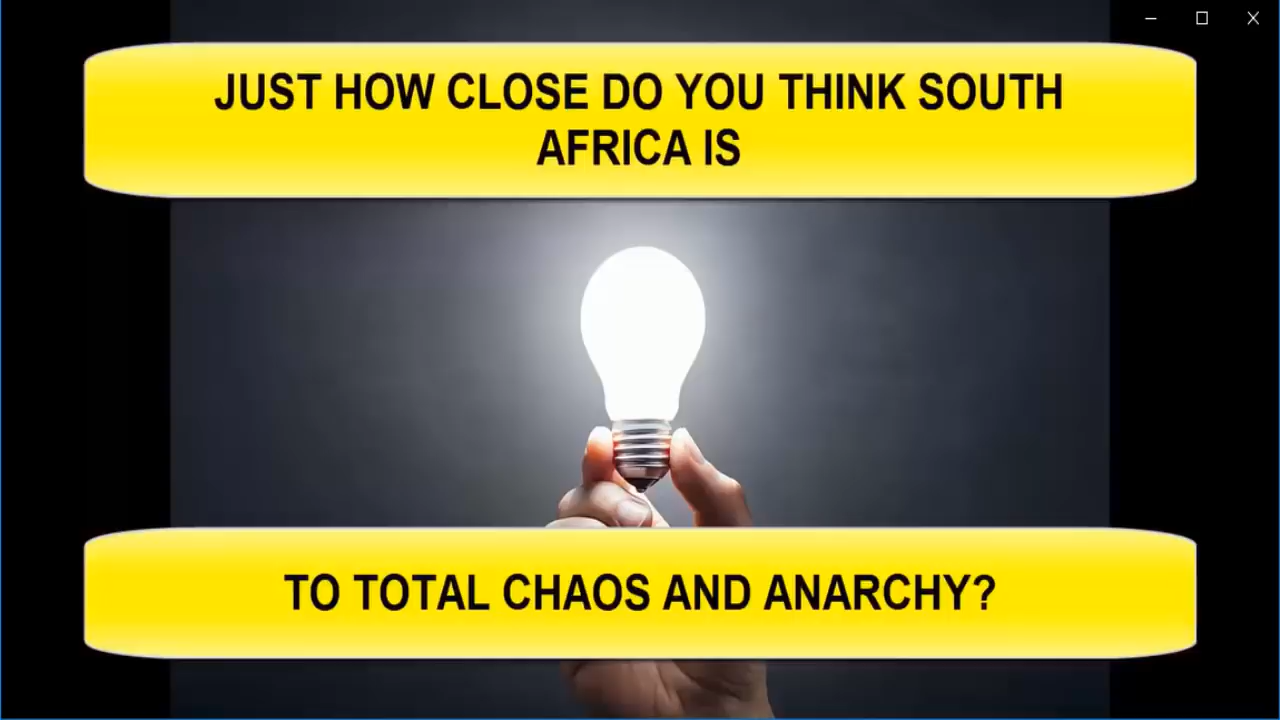 JUST HOW CLOSE DO YOU THINK SOUTH
AFRICA IS
TO TOTAL CHAOS AND ANARCHY?